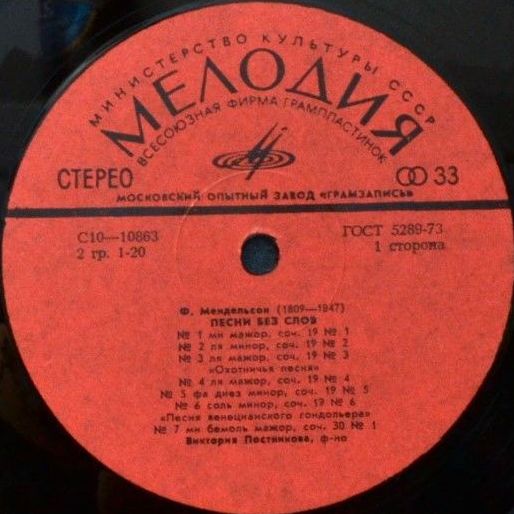 МИНИСТЕРСТВО КУЛЬТУРЫ СССР
МЕЛОДИЯ
ВСЕСОЮЗНАЯ ФИРМА ГРАМПЛАСТИНОК
СТЕРЕО
33
МОСКОВСКИЙ ОПЫТНЫЙ ЗАВОД «ГРАМЗАПИСЬ»
С10—10863
ГОСТ 5289-73
2 гр. 1-20
1 сторона
Ф. Мендельсон (1809—1847)
ПЕСНИ БЕЗ СЛОВ
№ 1 ми мажор, соч. 19 № 1
№ 2 ля минор, соч. 19 № 2
№ 3 ля мажор, соч. 19 № 3
«Охотничья песня»
№ 4 ля мажор, соч. 19 № 4
№ 5 фа диез минор, соч. 19 № 5
№ 6 соль минор, соч. 19 № 6
«Песня венецианского гондольера»
№ 7 ми бемоль мажор, соч. 30 № 1
Виктория Постникова, ф-но